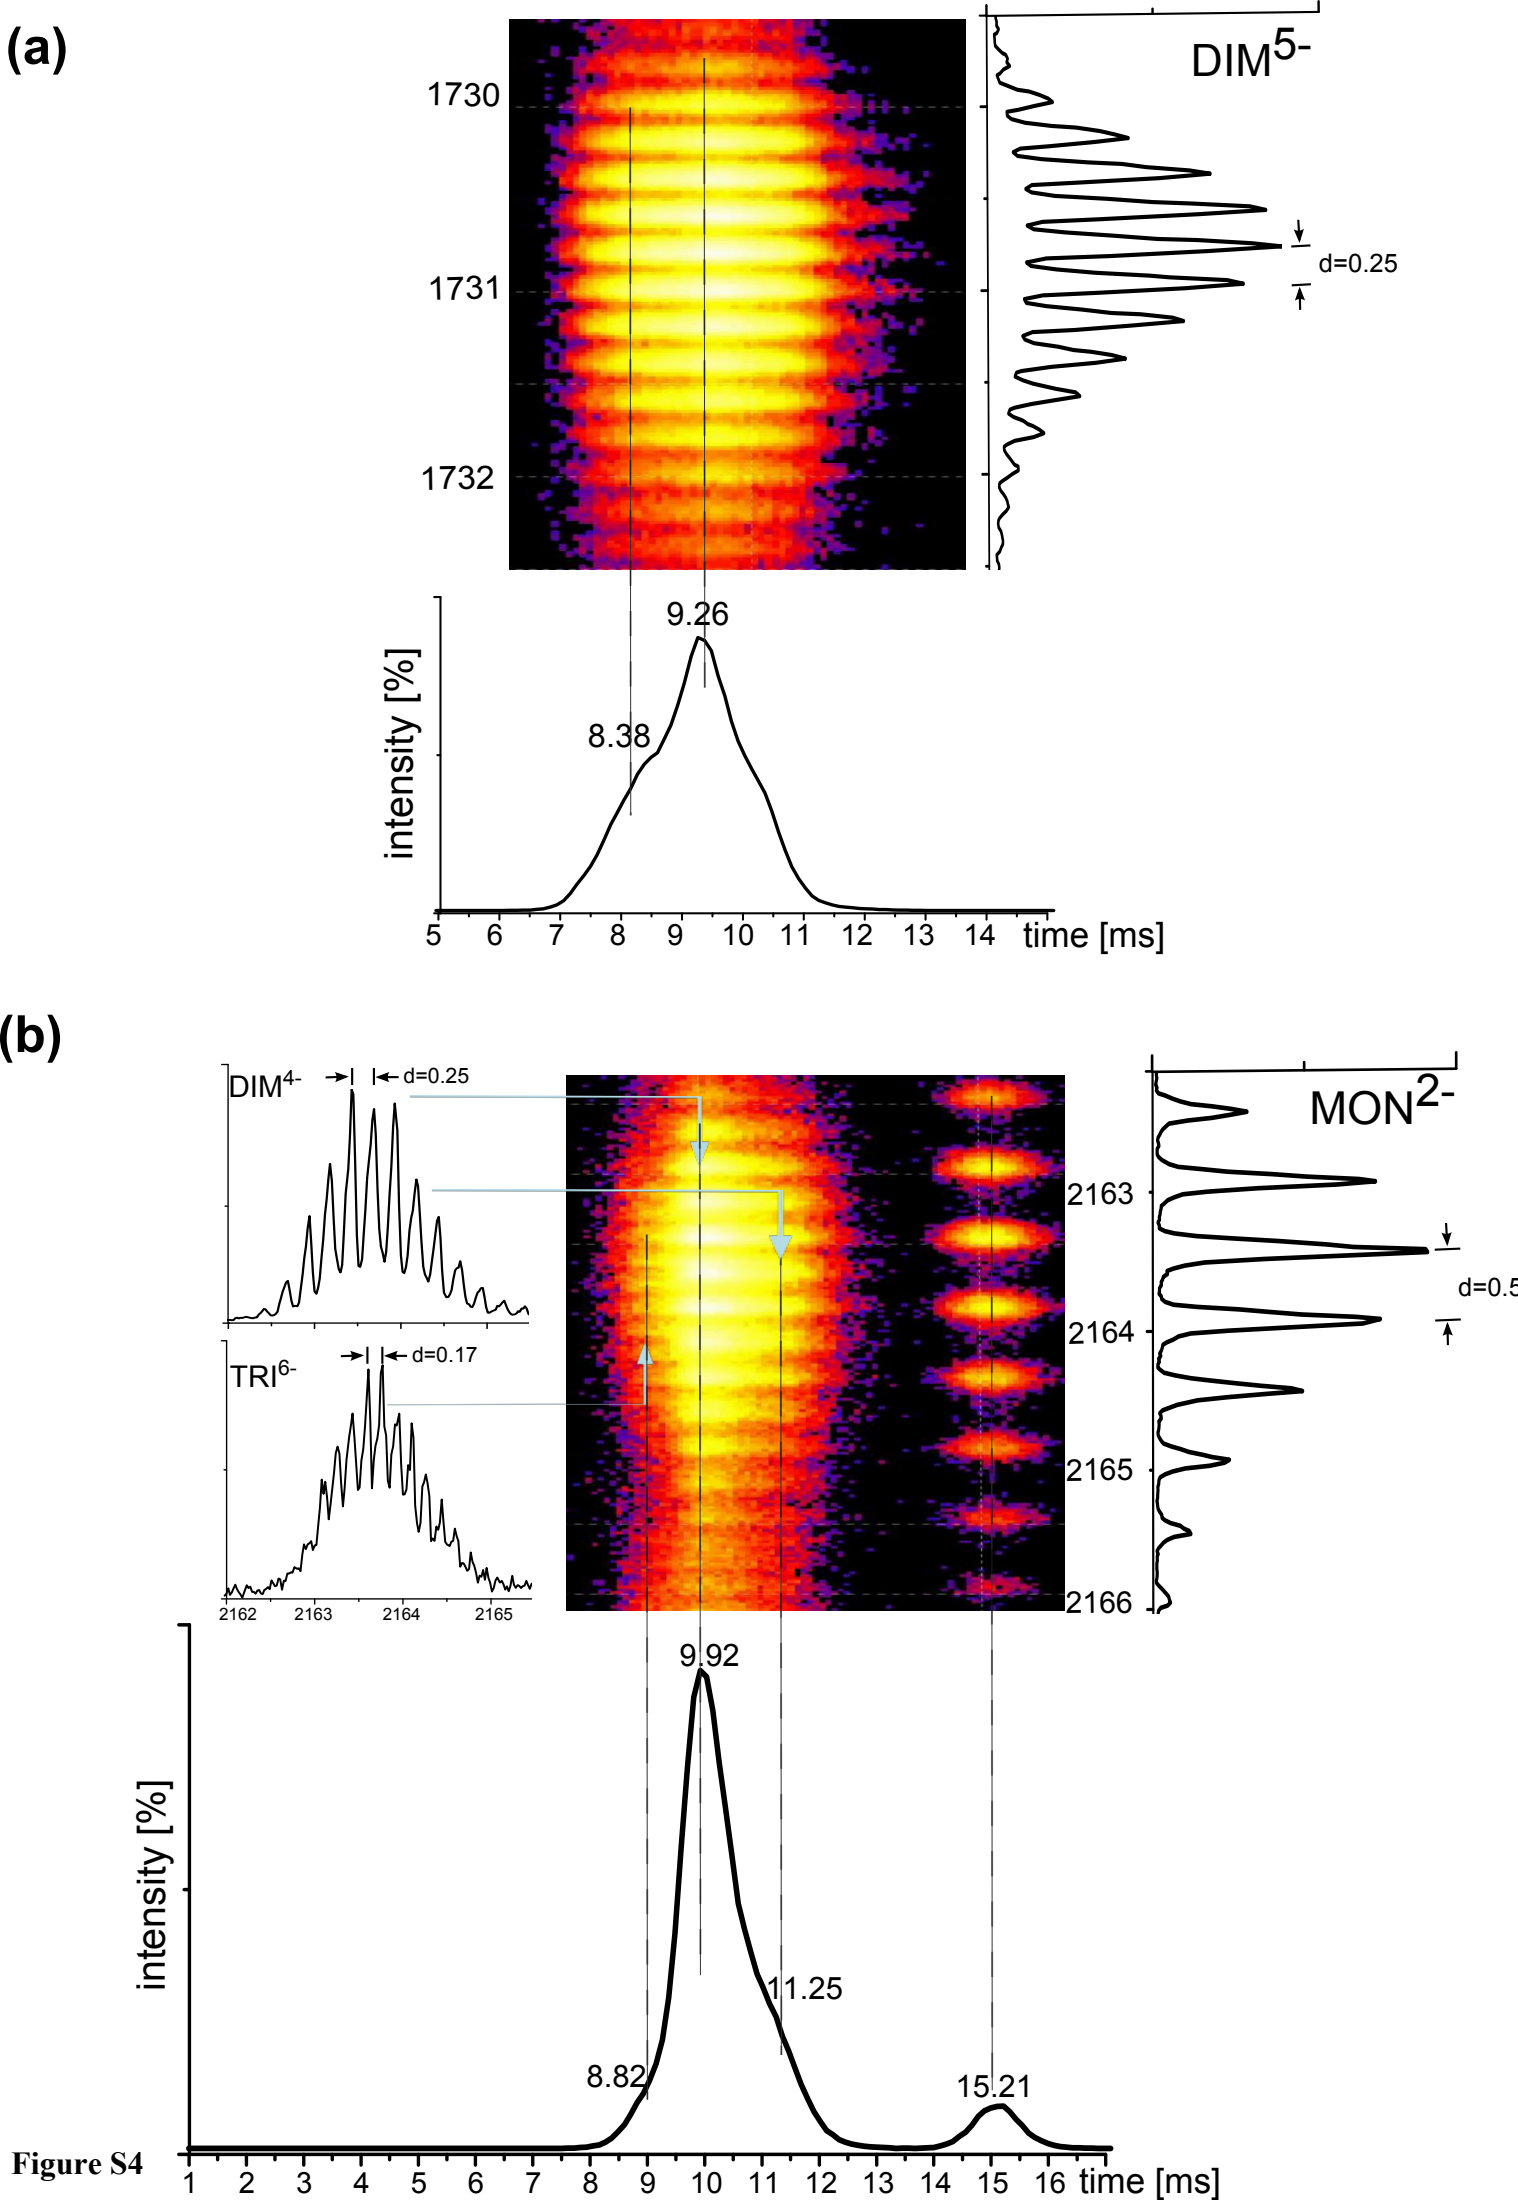 (a)
DIM5-
1730
1731
1732
d=0.25
9.26
8.38
intensity [%]
5 6 7 8 9 10 11 12 13 14 time [ms]
(b)
DIM4-
d=0.25
MON2-
2163
2164
2165
2166
d=0.5
TRI6-
d=0.17
2162 2163 2164 2165
9.92
11.25
8.82
15.21
intensity [%]
Figure S4
1 2 3 4 5 6 7 8 9 10 11 12 13 14 15 16 time [ms]